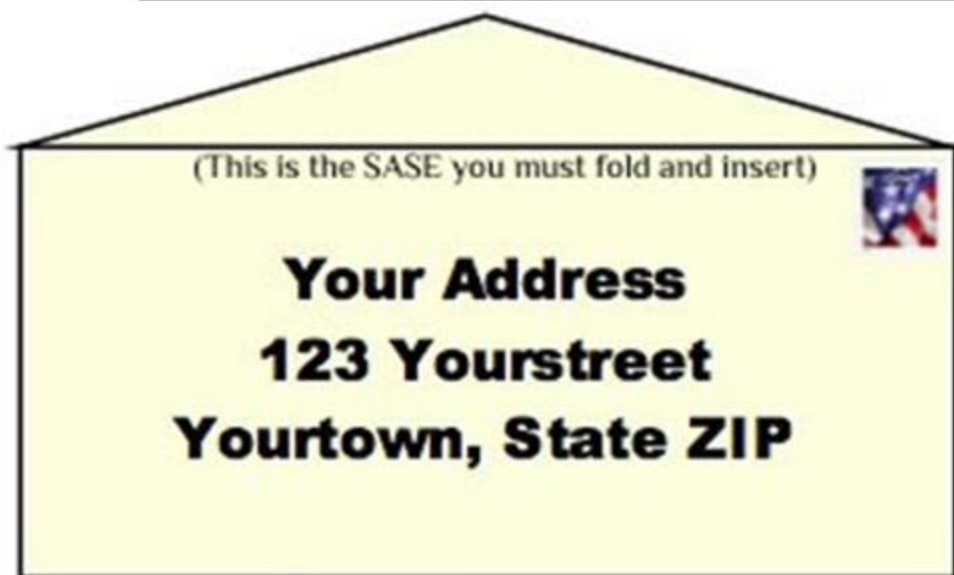 (This is the SASE you must fold and insert)
Your Address
123 Yourstreet
Yourtown, State ZIP